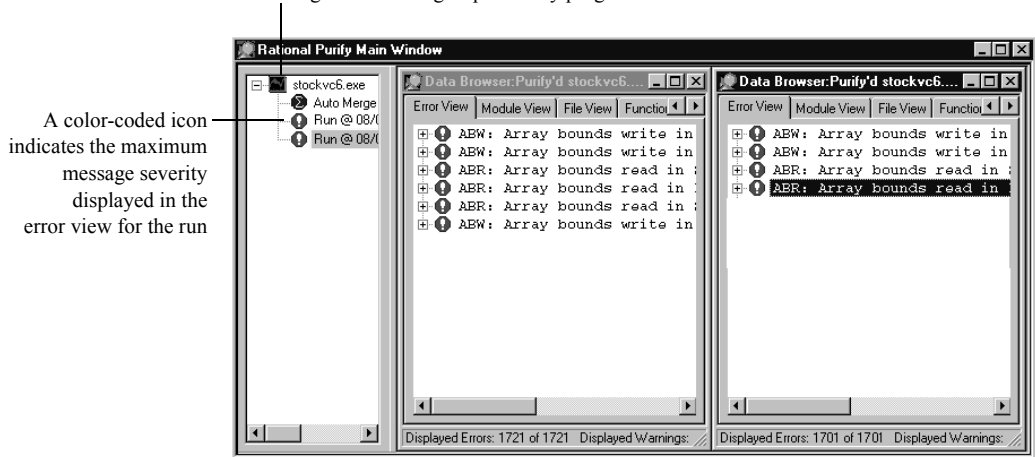 Rational Purify Main Window
stockvc6.exe
Auto Merge
Run @ 08/0
Run @ 08/0
A color-coded icon
indicates the maximum
message severity
displayed in the
error view for the run
Data Browser:Purify'd stockvc6....
Error View Module View File View Function
ABW: Array bounds write in
ABW: Array bounds write in
ABR: Array bounds read in
ABR: Array bounds read in
ABR: Array bounds read in
ABW: Array bounds write in
Displayed Errors: 1721 of 1721 Displayed Warnings:
Data Browser:Purify'd stockvc6....
Error View Module View File View Function
ABW: Array bounds write in
ABW: Array bounds write in
ABR: Array bounds read in
ABR: Array bounds read in
Displayed Errors: 1701 of 1701 Displayed Warnings: